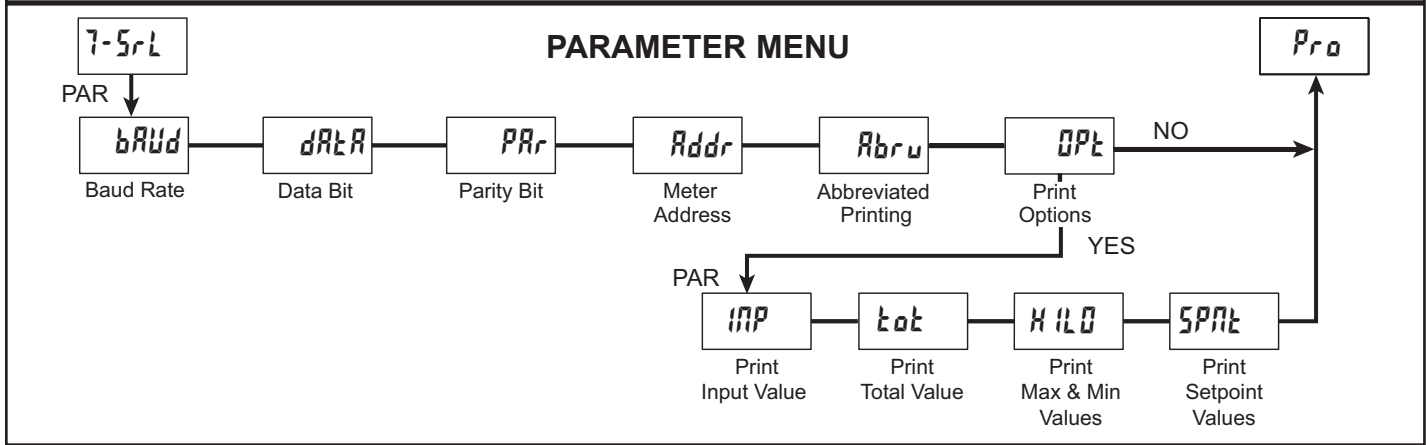 7-SrL
PARAMETER MENU
Pro
PAR
bAUd
dAtA
PAr
Addr
Abru
OPt
NO
Baud Rate
Data Bit
Parity Bit
Meter
Address
Abbreviated
Printing
Print
Options
YES
PAR
INP
tot
HILO
SPNt
Print
Input Value
Print
Total Value
Print
Max & Min
Values
Print
Setpoint
Values